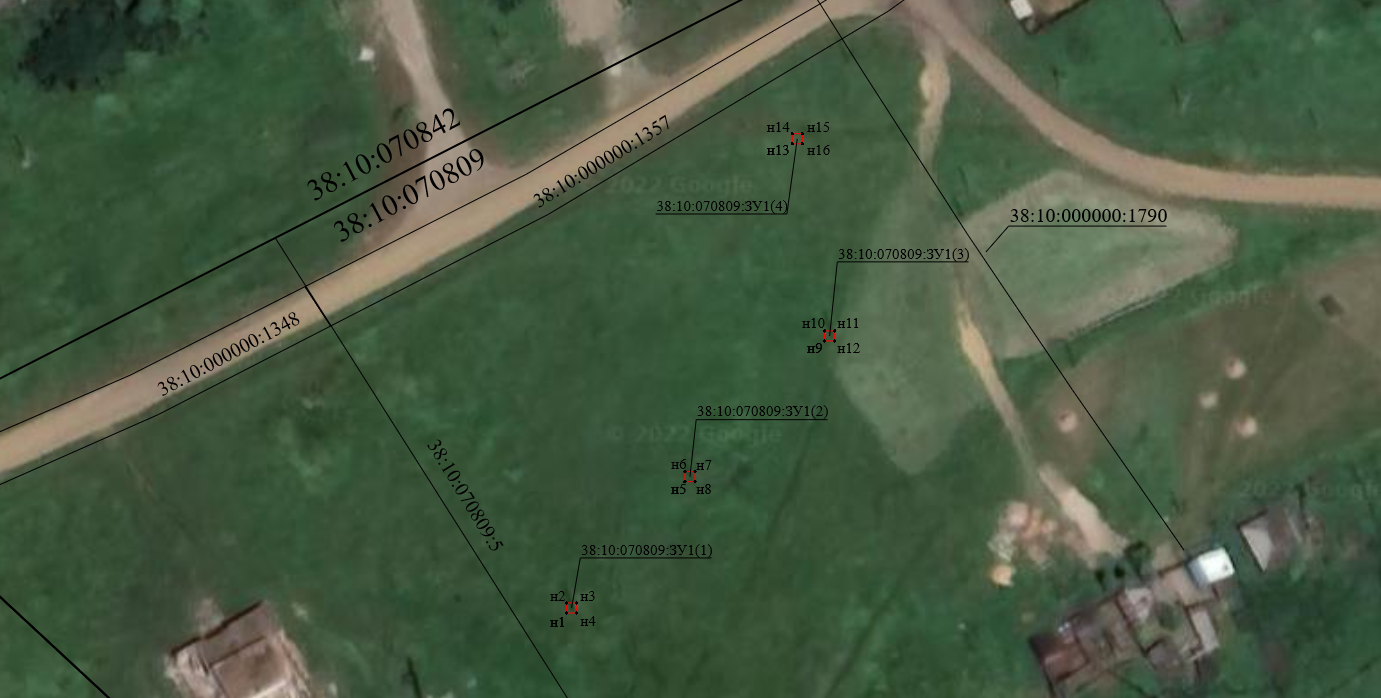 38:10:070842
38:10:070809
38:10:000000:1357
н14 н15
н13 н16
2022 Google
38:10:070809:ЗУ1(4)
38:10:000000:1790
38:10:070809:ЗУ1(3)
Google
н10 н11
38:10:000000:1348
н9 н12
38:10:070809:ЗУ1(2)
© 2022 Google
н6 н7
н5 н8
38:10:070809:5
38:10:070809:ЗУ1(1)
н2 н3
н1 н4